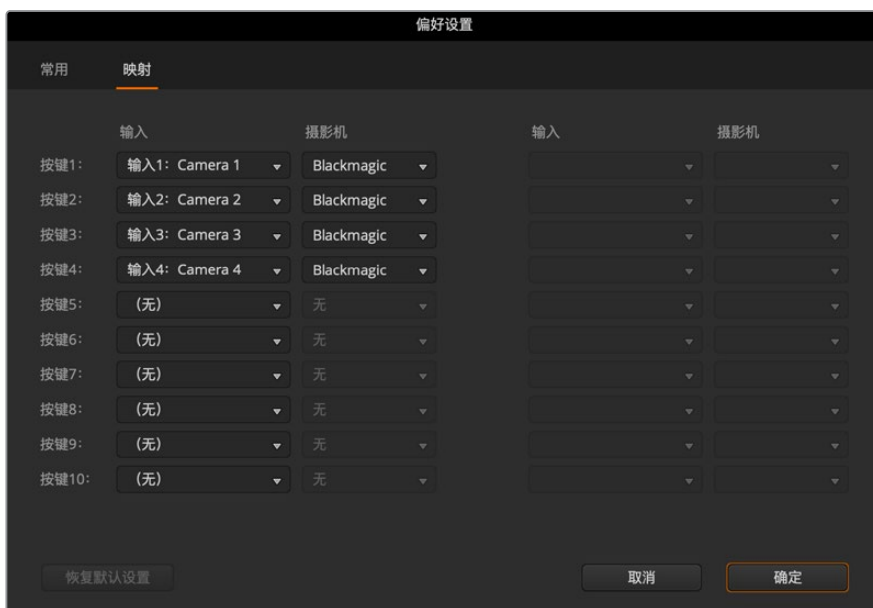 偏好设置
常用 映射
输入 摄影机 输入 摄影机
按键1: 输入1: Camera 1 Blackmagic
按键2: 输入2: Camera 2 Blackmagic
按键3: 输入3: Camera 3 Blackmagic
按键4: 输入4: Camera 4 Blackmagic
按键5: (无) 无
按键6: (无) 无
按键7: (无) 无
按键8: (无) 无
按键9: (无) 无
按键10: (无) 无
恢复默认设置 取消 确定